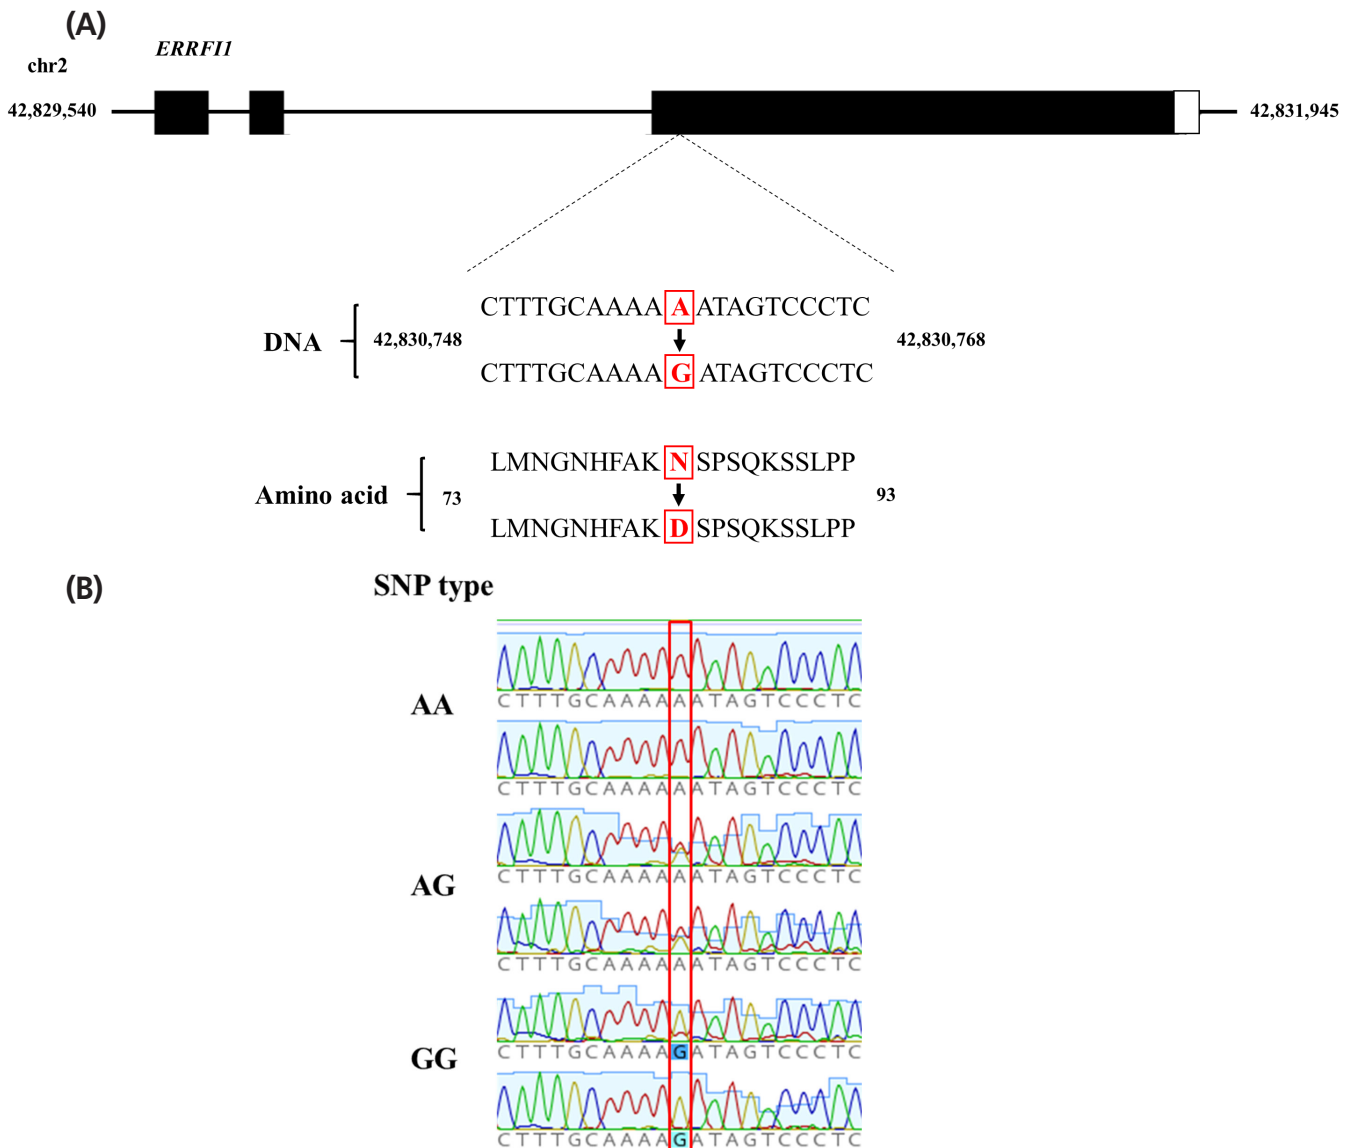 (A)
ERRFI1
chr2
42,829,540
42,831,945
CTTTGCAAAA A ATAGTCCCTC
DNA
42,830,748
42,830,768
CTTTGCAAAA G ATAGTCCCTC
LMNGNHFAK N SPSQKSSLPP
Amino acid
73
93
LMNGNHFAK D SPSQKSSLPP
(B)
SNP type
CTTTGCAAAAAATAGTCCCTC
AA
CTTTGCAAAAAATAGTCCCTC
CTTTGCAAAAAATAGTCCCTC
AG
CTTTGCAAAAAATAGTCCCTC
CTTTGCAAAAGATAGTCCCTC
GG
CTTTGCAAAAGATAGTCCCTC